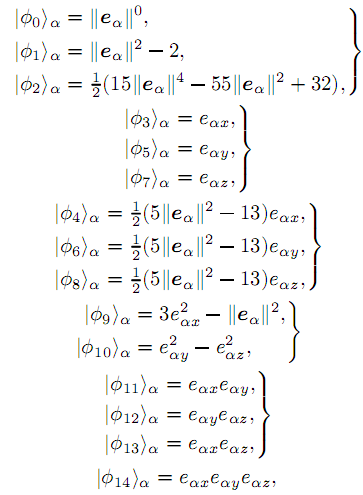 |ϕ₀⟩_α = ‖e_α‖⁰,
|ϕ₁⟩_α = ‖e_α‖² − 2,
|ϕ₂⟩_α = ½(15‖e_α‖⁴ − 55‖e_α‖² + 32),
|ϕ₃⟩_α = e_αx,
|ϕ₅⟩_α = e_αy,
|ϕ₇⟩_α = e_αz,
|ϕ₄⟩_α = ½(5‖e_α‖² − 13)e_αx,
|ϕ₆⟩_α = ½(5‖e_α‖² − 13)e_αy,
|ϕ₈⟩_α = ½(5‖e_α‖² − 13)e_αz,
|ϕ₉⟩_α = 3e²_αx − ‖e_α‖²,
|ϕ₁₀⟩_α = e²_αy − e²_αz,
|ϕ₁₁⟩_α = e_αx e_αy,
|ϕ₁₂⟩_α = e_αy e_αz,
|ϕ₁₃⟩_α = e_αx e_αz,
|ϕ₁₄⟩_α = e_αx e_αy e_αz,